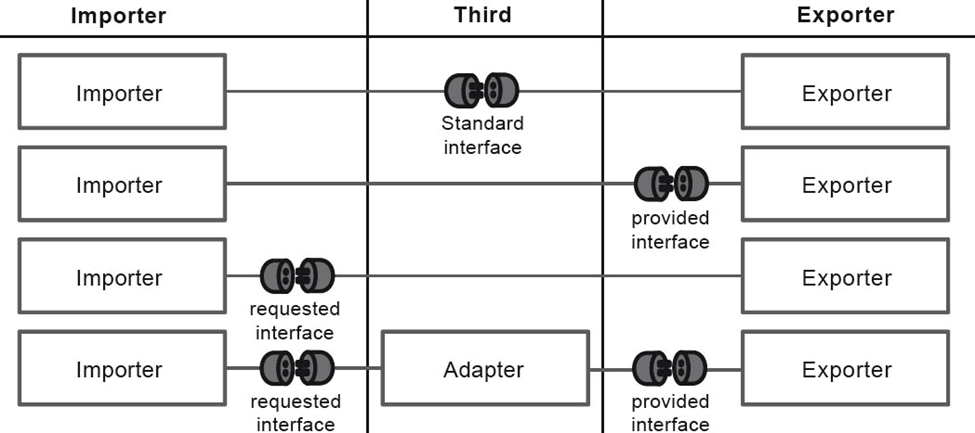 Importer Third Exporter
Importer Exporter
Standard
interface
Importer Exporter
provided
interface
Importer Exporter
requested
interface
Importer Adapter Exporter
requested provided
interface interface